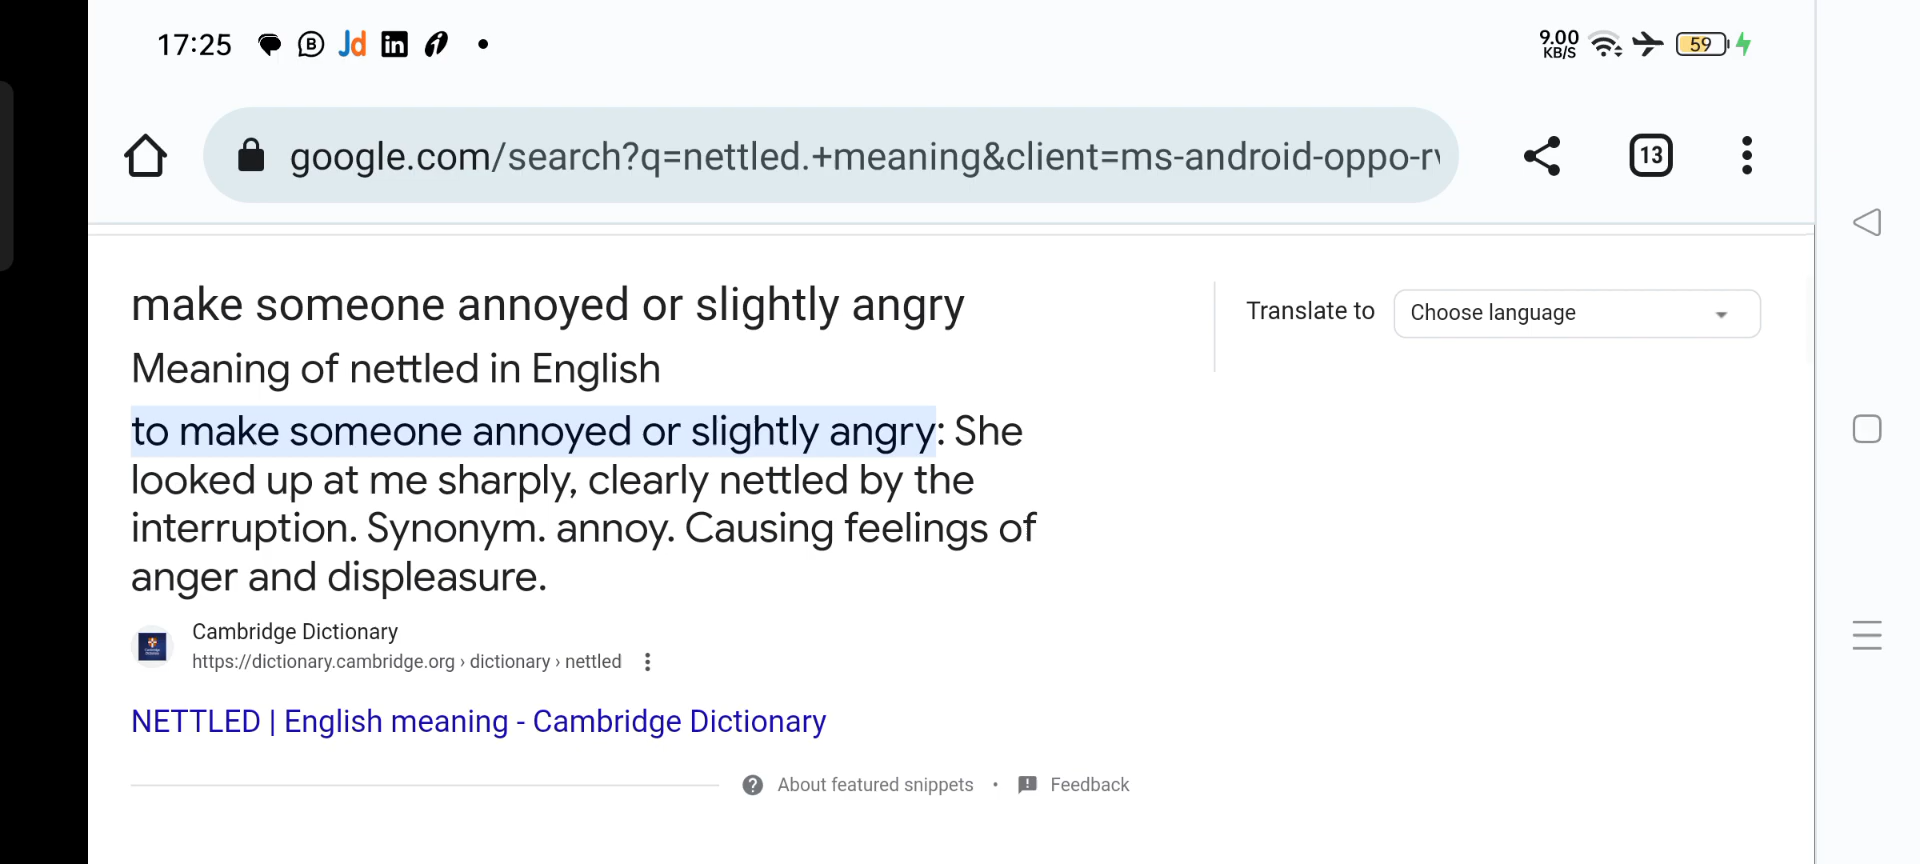 17:25 B Jd in 9.00 KB/S 59
google.com/search?q=nettled.+meaning&client=ms-android-oppo-rv 13
make someone annoyed or slightly angry
Translate to Choose language
Meaning of nettled in English
to make someone annoyed or slightly angry: She
looked up at me sharply, clearly nettled by the
interruption. Synonym. annoy. Causing feelings of
anger and displeasure.
Cambridge Dictionary
https://dictionary.cambridge.org › dictionary › nettled
NETTLED | English meaning - Cambridge Dictionary
About featured snippets • Feedback